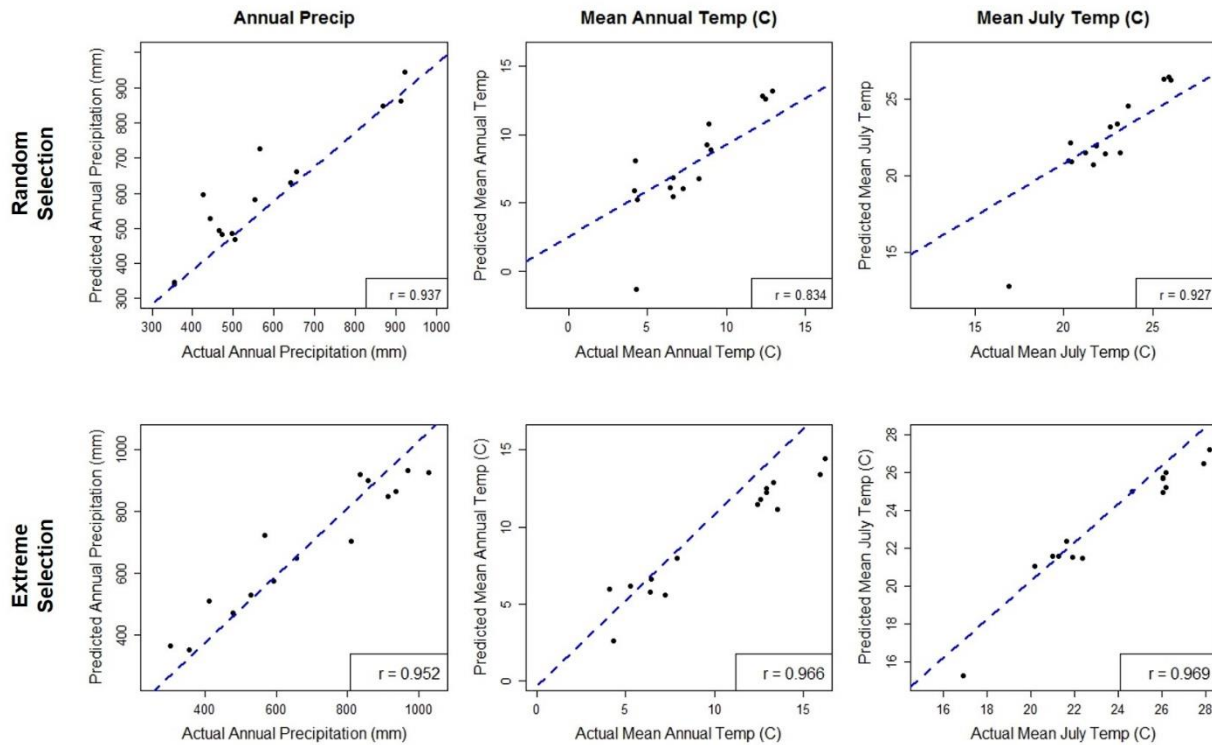 Annual Precip
Mean Annual Temp (C)
Mean July Temp (C)
Random
Selection
Predicted Annual Precipitation (mm)
300 400 500 600 700 800 900
300 400 500 600 700 800 900 1000
r = 0.937
Actual Annual Precipitation (mm)
Predicted Mean Annual Temp
0 5 10 15
0 5 10 15
r = 0.834
Actual Mean Annual Temp (C)
Predicted Mean July Temp
15 20 25
15 20 25
r = 0.927
Actual Mean July Temp (C)
Extreme
Selection
Predicted Annual Precipitation (mm)
400 600 800 1000
400 600 800 1000
r = 0.952
Actual Annual Precipitation (mm)
Predicted Mean Annual Temp (C)
0 5 10 15
0 5 10 15
r = 0.966
Actual Mean Annual Temp (C)
Predicted Mean July Temp (C)
16 18 20 22 24 26 28
16 18 20 22 24 26 28
r = 0.969
Actual Mean July Temp (C)